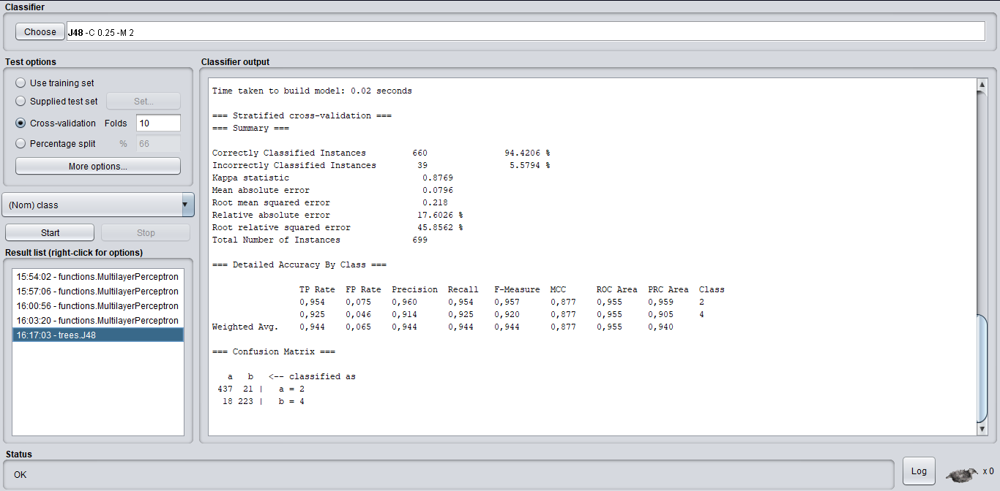 Classifier
Choose J48 -C 0.25 -M 2
Test options
Use training set
Supplied test set Set...
Cross-validation Folds 10
Percentage split % 66
More options...
(Nom) class
Start Stop
Result list (right-click for options)
15:54:02 - functions.MultilayerPerceptron
15:57:06 - functions.MultilayerPerceptron
16:00:56 - functions.MultilayerPerceptron
16:03:20 - functions.MultilayerPerceptron
16:17:03 - trees.J48
Classifier output
Time taken to build model: 0.02 seconds
=== Stratified cross-validation ===
=== Summary ===
Correctly Classified Instances 660 94.4206 %
Incorrectly Classified Instances 39 5.5794 %
Kappa statistic 0.8769
Mean absolute error 0.0796
Root mean squared error 0.218
Relative absolute error 17.6026 %
Root relative squared error 45.8562 %
Total Number of Instances 699
=== Detailed Accuracy By Class ===
TP Rate FP Rate Precision Recall F-Measure MCC ROC Area PRC Area Class
0,954 0,075 0,960 0,954 0,957 0,877 0,955 0,959 2
0,925 0,046 0,914 0,925 0,920 0,877 0,955 0,905 4
Weighted Avg. 0,944 0,065 0,944 0,944 0,944 0,877 0,955 0,940
=== Confusion Matrix ===
a b <-- classified as
437 21 | a = 2
18 223 | b = 4
Status
OK
Log
x 0